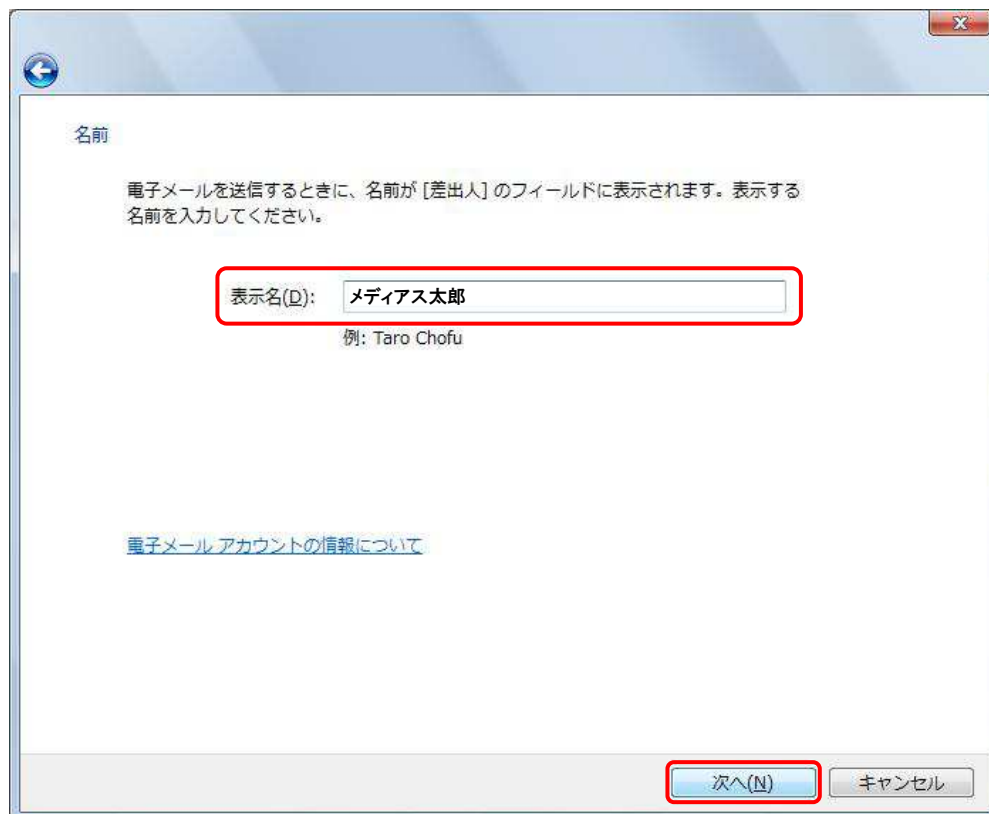 名前
電子メールを送信するときに、名前が [差出人] のフィールドに表示されます。表示する
名前を入力してください。
表示名(D): メディアス太郎
例: Taro Chofu
電子メール アカウントの情報について
次へ(N) キャンセル